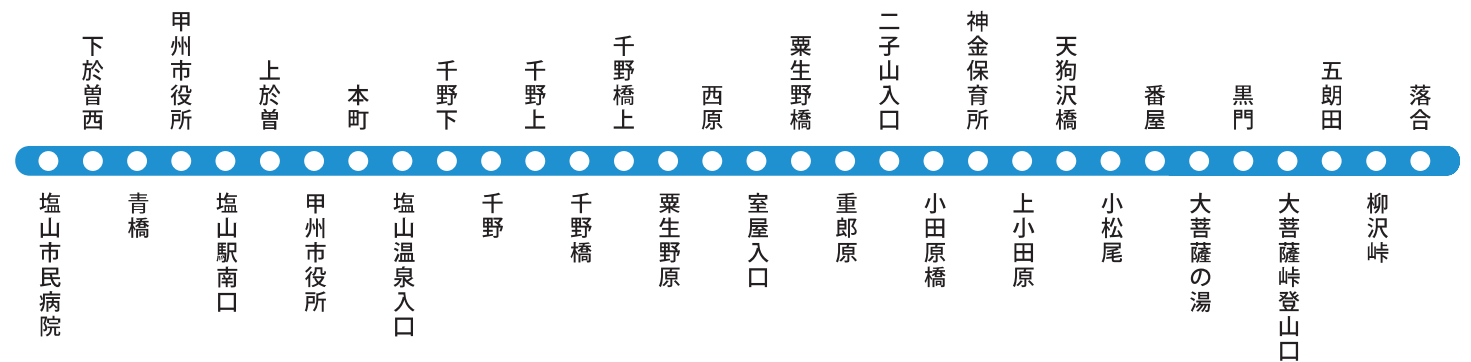 塩山市民病院
下於曽西
青橋
甲州市役所
塩山駅南口
上於曽
甲州市役所
本町
塩山温泉入口
千野下
千野
千野上
千野橋
千野橋上
粟生野原
西原
室屋入口
粟生野橋
重郎原
二子山入口
小田原橋
神金保育所
上小田原
天狗沢橋
小松尾
番屋
大菩薩の湯
黒門
大菩薩峠登山口
五朗田
柳沢峠
落合